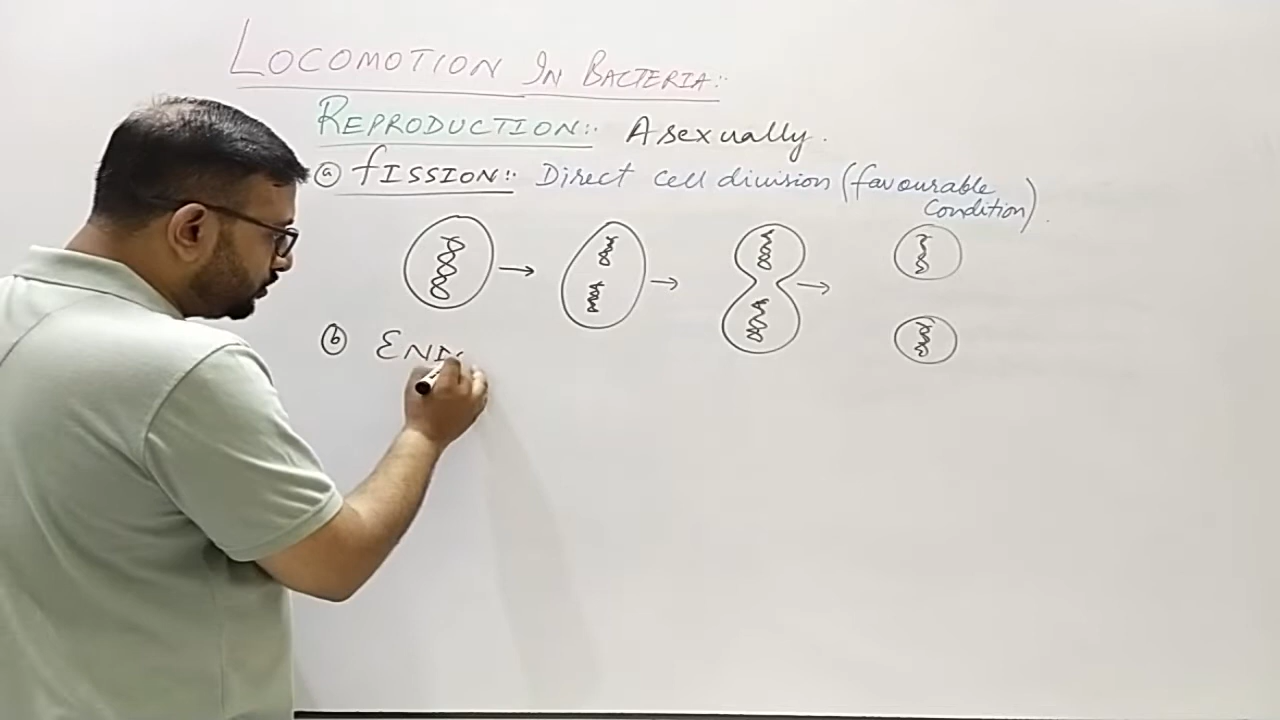 LOCOMOTION IN BACTERIA:-
REPRODUCTION:- Asexually.
(a) FISSION:- Direct cell division (favourable
condition).
(b) END